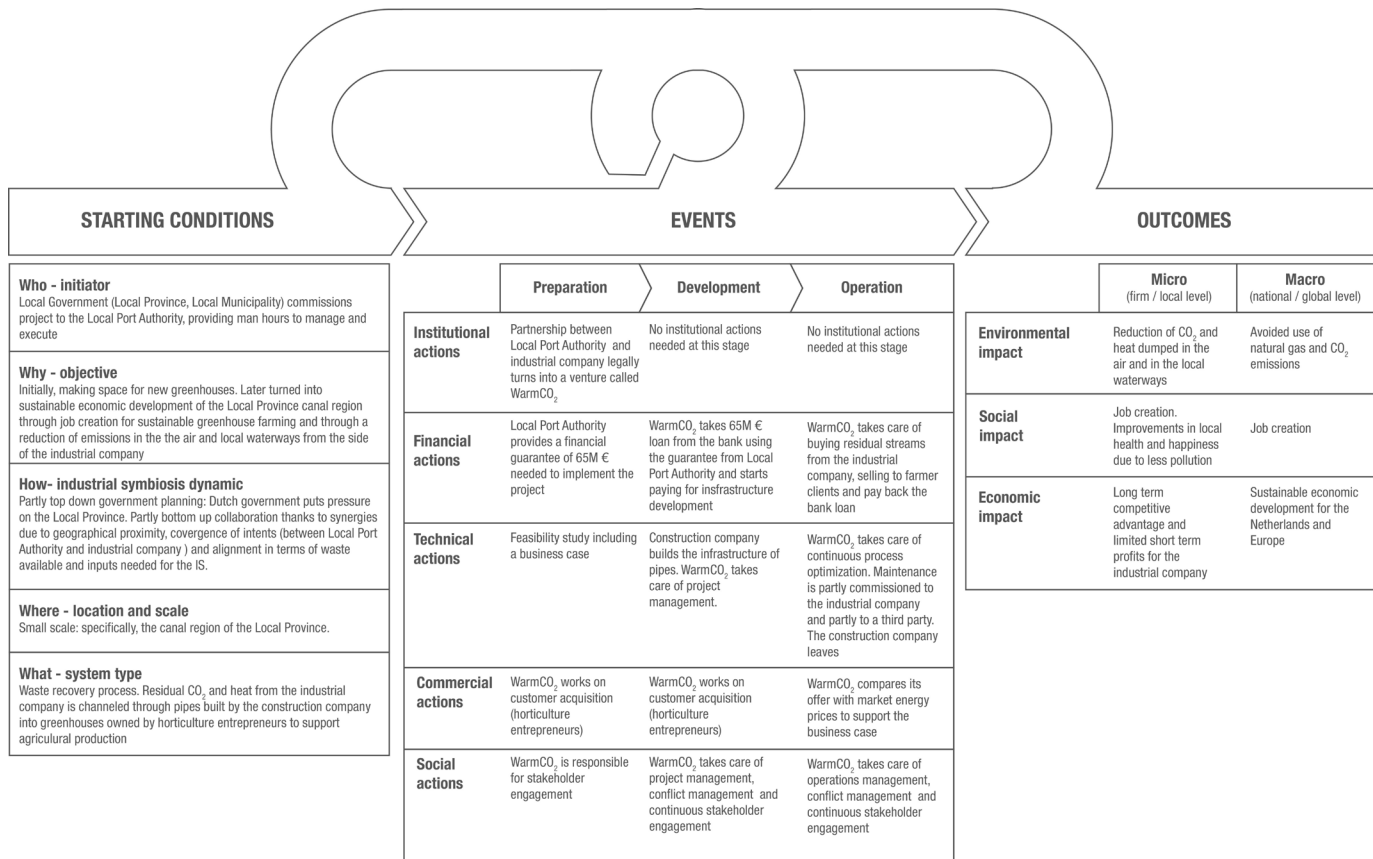 STARTING CONDITIONS
Who - initiator
Local Government (Local Province, Local Municipality) commissions
project to the Local Port Authority, providing man hours to manage and
execute
Why - objective
Initially, making space for new greenhouses. Later turned into
sustainable economic development of the Local Province canal region
through job creation for sustainable greenhouse farming and through a
reduction of emissions in the the air and local waterways from the side
of the industrial company
How- industrial symbiosis dynamic
Partly top down government planning: Dutch government puts pressure
on the Local Province. Partly bottom up collaboration thanks to synergies
due to geographical proximity, covergence of intents (between Local Port
Authority and industrial company ) and alignment in terms of waste
available and inputs needed for the IS.
Where - location and scale
Small scale: specifically, the canal region of the Local Province.
What - system type
Waste recovery process. Residual CO₂ and heat from the industrial
company is channeled through pipes built by the construction company
into greenhouses owned by horticulture entrepreneurs to support
agriculural production
EVENTS
Preparation
Development
Operation
Institutional
actions
Partnership between
Local Port Authority and
industrial company legally
turns into a venture called
WarmCO₂
No institutional actions
needed at this stage
No institutional actions
needed at this stage
Financial
actions
Local Port Authority
provides a financial
guarantee of 65M €
needed to implement the
project
WarmCO₂ takes 65M €
loan from the bank using
the guarantee from Local
Port Authority and starts
paying for insfrastructure
development
WarmCO₂ takes care of
buying residual streams
from the industrial
company, selling to farmer
clients and pay back the
bank loan
Technical
actions
Feasibility study including
a business case
Construction company
builds the infrastructure of
pipes. WarmCO₂ takes
care of project
management.
WarmCO₂ takes care of
continuous process
optimization. Maintenance
is partly commissioned to
the industrial company
and partly to a third party.
The construction company
leaves
Commercial
actions
WarmCO₂ works on
customer acquisition
(horticulture
entrepreneurs)
WarmCO₂ works on
customer acquisition
(horticulture
entrepreneurs)
WarmCO₂ compares its
offer with market energy
prices to support the
business case
Social
actions
WarmCO₂ is responsible
for stakeholder
engagement
WarmCO₂ takes care of
project management,
conflict management and
continuous stakeholder
engagement
WarmCO₂ takes care of
operations management,
conflict management and
continuous stakeholder
engagement
OUTCOMES
Micro
(firm / local level)
Macro
(national / global level)
Environmental
impact
Reduction of CO₂ and
heat dumped in the
air and in the local
waterways
Avoided use of
natural gas and CO₂
emissions
Social
impact
Job creation.
Improvements in local
health and happiness
due to less pollution
Job creation
Economic
impact
Long term
competitive
advantage and
limited short term
profits for the
industrial company
Sustainable economic
development for the
Netherlands and
Europe